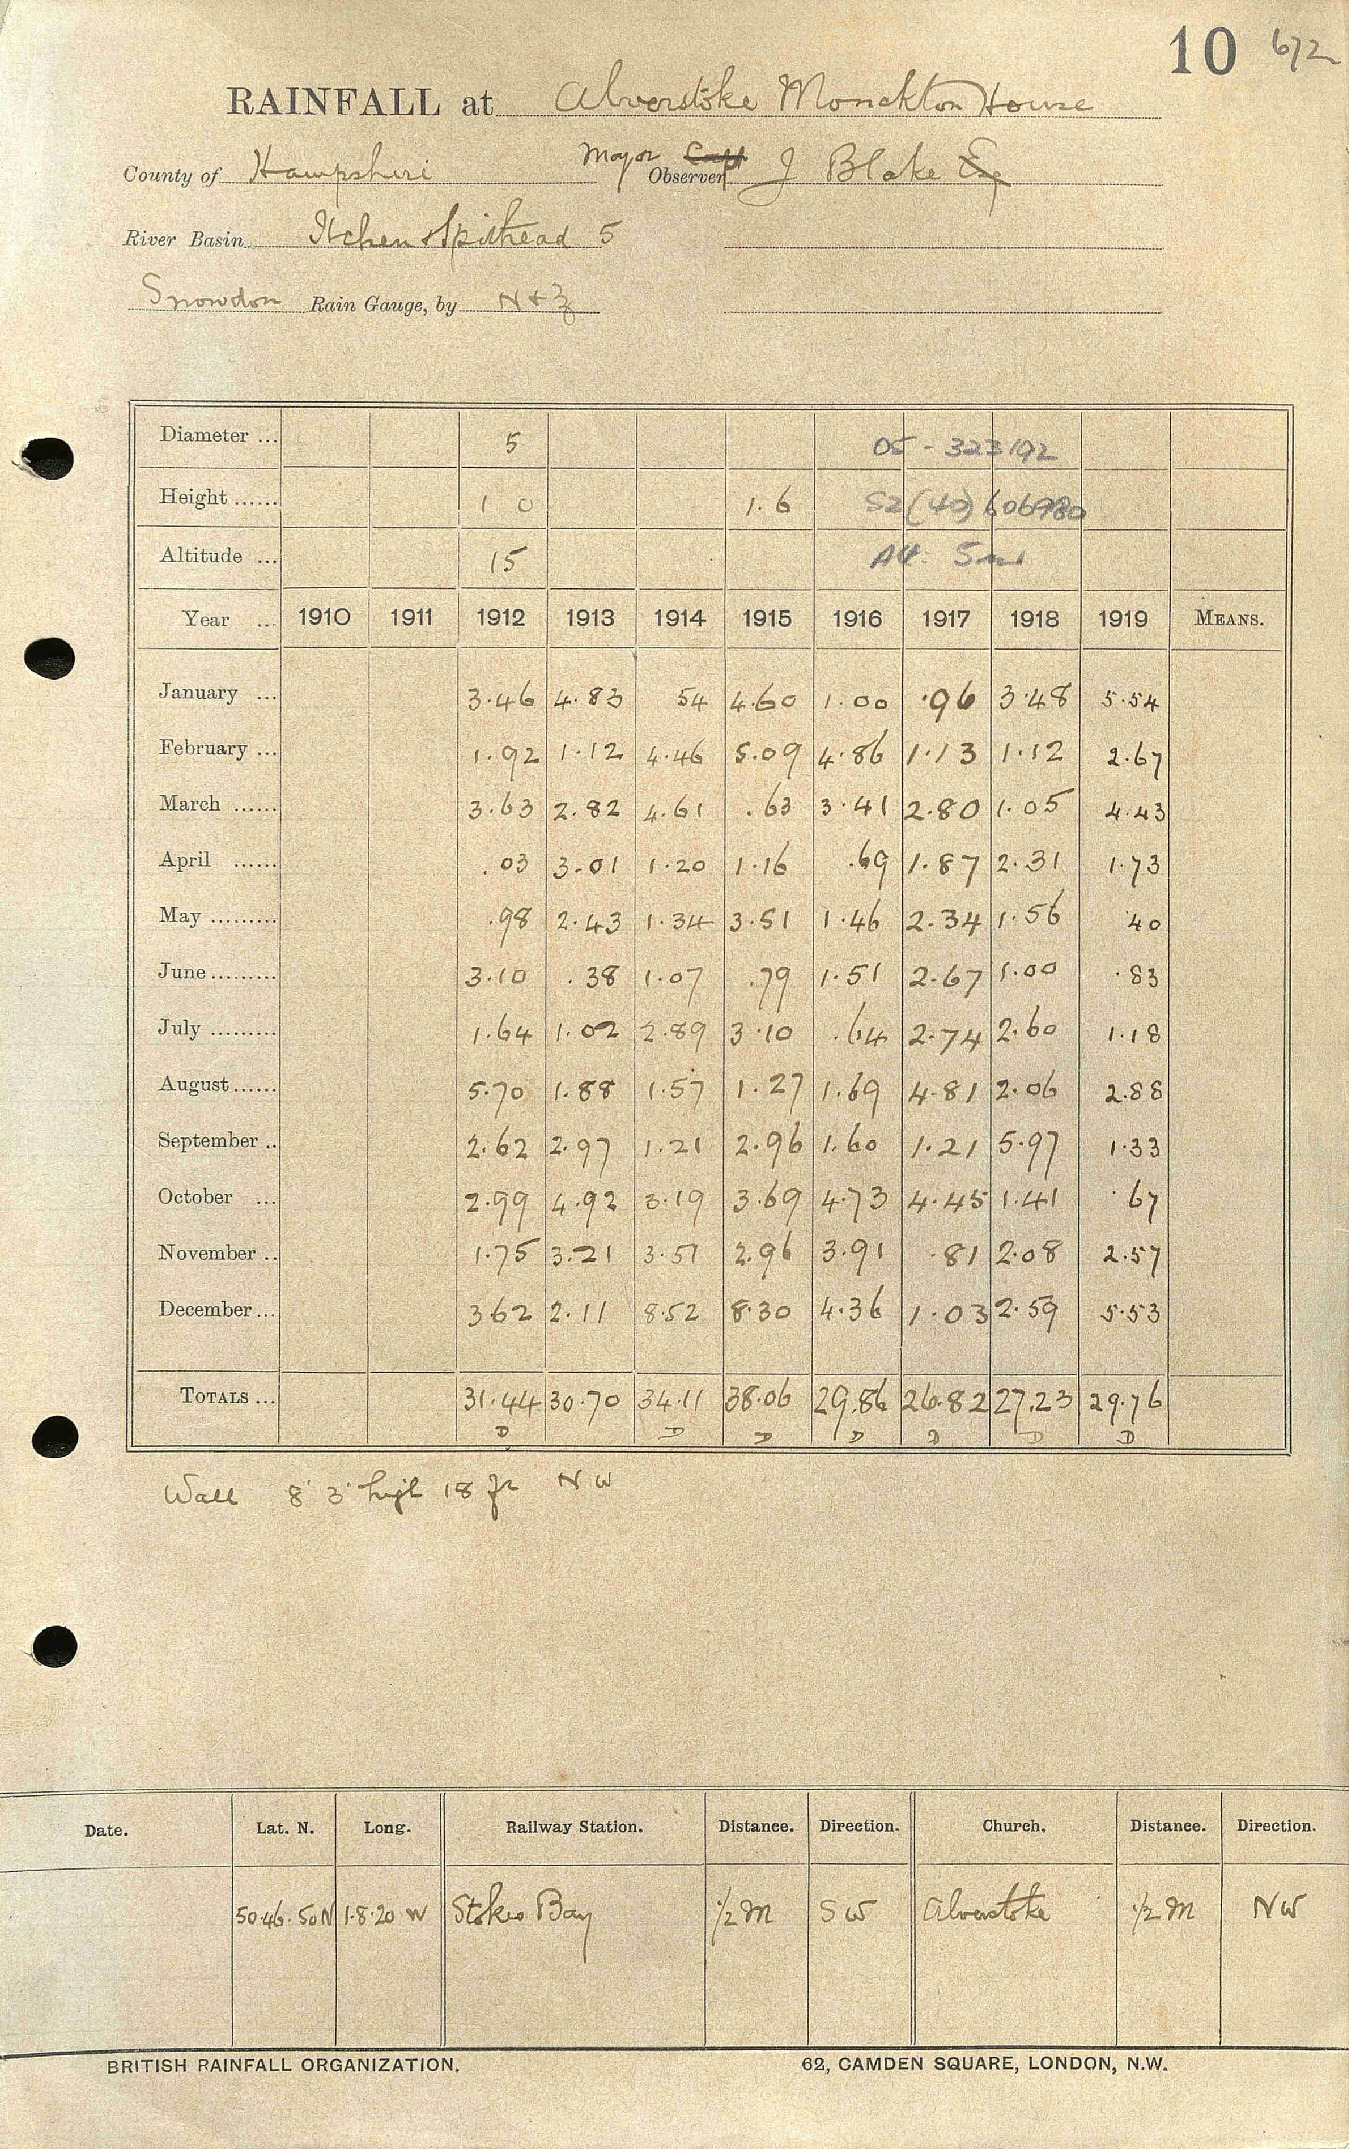 10 672
RAINFALL at Alverstoke Monckton House
County of Hampshire Major Capt Observer J Blake Esq
River Basin Itchen & Spithead 5
Snowdon Rain Gauge, by N & Z
Diameter ... 5 05 - 323192
Height ...... 1 0 1.6 SZ (40) 606980
Altitude ... 15 Alt. 5m
Year ... 1910 1911 1912 1913 1914 1915 1916 1917 1918 1919 MEANS.
January ... 3.46 4.83 54 4.60 1.00 .96 3.48 5.54
February ... 1.92 1.12 4.46 5.09 4.86 1.13 1.12 2.67
March ...... 3.63 2.82 4.61 .63 3.41 2.80 1.05 4.43
April ...... .03 3.01 1.20 1.16 .69 1.87 2.31 1.73
May ......... .98 2.43 1.34 3.51 1.46 2.34 1.56 .40
June ......... 3.10 .38 1.07 .79 1.51 2.67 1.00 .83
July ......... 1.64 1.02 2.89 3.10 .64 2.74 2.60 1.18
August ...... 5.70 1.88 1.57 1.27 1.69 4.81 2.06 2.88
September .. 2.62 2.97 1.21 2.96 1.60 1.21 5.97 1.33
October ... 2.99 4.92 3.19 3.69 4.73 4.45 1.41 .67
November .. 1.75 3.21 3.51 2.96 3.91 .81 2.08 2.57
December ... 3.62 2.11 8.52 8.30 4.36 1.03 2.59 5.53
TOTALS ... 31.44 30.70 34.11 38.06 29.86 26.82 27.23 29.76
D D D D D D D
Wall 8' 3" high 18 ft NW
Date. Lat. N. Long. Railway Station. Distance. Direction. Church. Distance. Direction.
50.46.50N 1.8.20 W Stokes Bay 1/2 m SW Alverstoke 1/2 m NW
BRITISH RAINFALL ORGANIZATION. 62, CAMDEN SQUARE, LONDON, N.W.